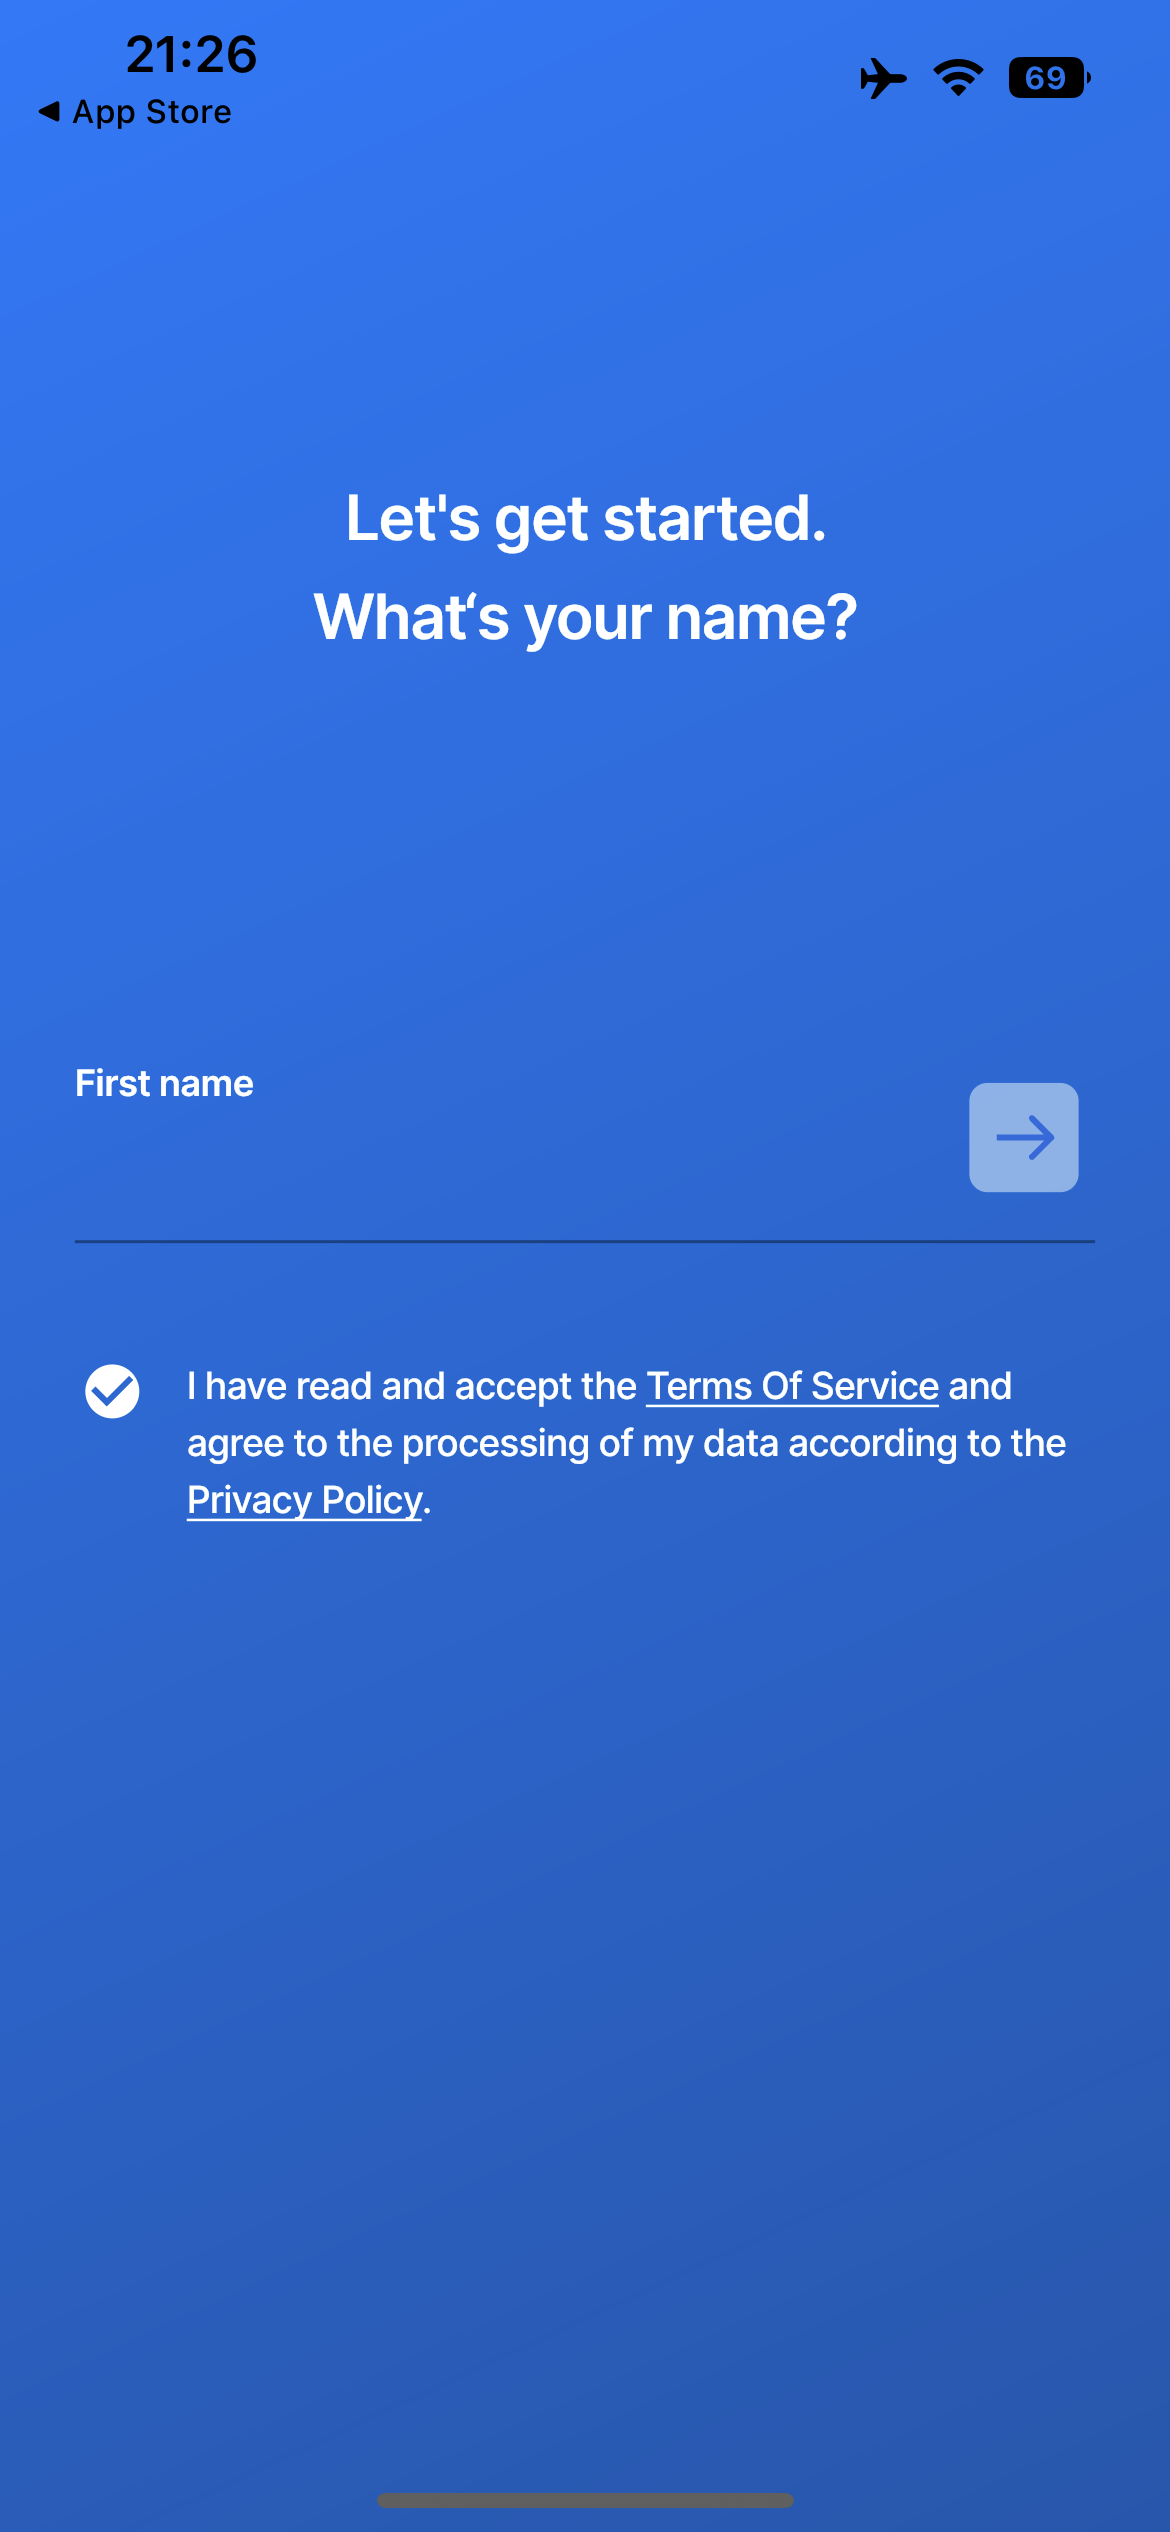 21:26
69
App Store
Let's get started.
What‘s your name?
First name
I have read and accept the Terms Of Service and
agree to the processing of my data according to the
Privacy Policy.